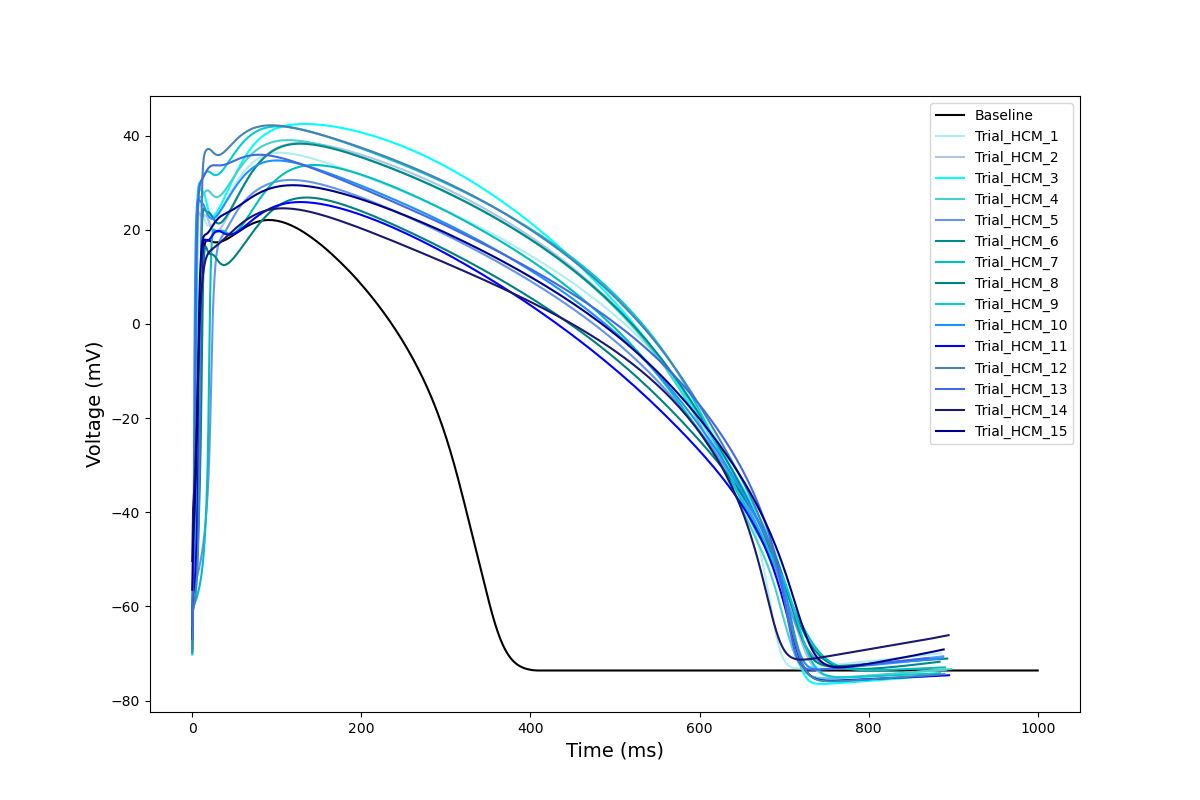 Baseline
Trial_HCM_1
Trial_HCM_2
Trial_HCM_3
Trial_HCM_4
Trial_HCM_5
Trial_HCM_6
Trial_HCM_7
Trial_HCM_8
Trial_HCM_9
Trial_HCM_10
Trial_HCM_11
Trial_HCM_12
Trial_HCM_13
Trial_HCM_14
Trial_HCM_15
40
20
0
−20
−40
−60
−80
Voltage (mV)
0 200 400 600 800 1000
Time (ms)